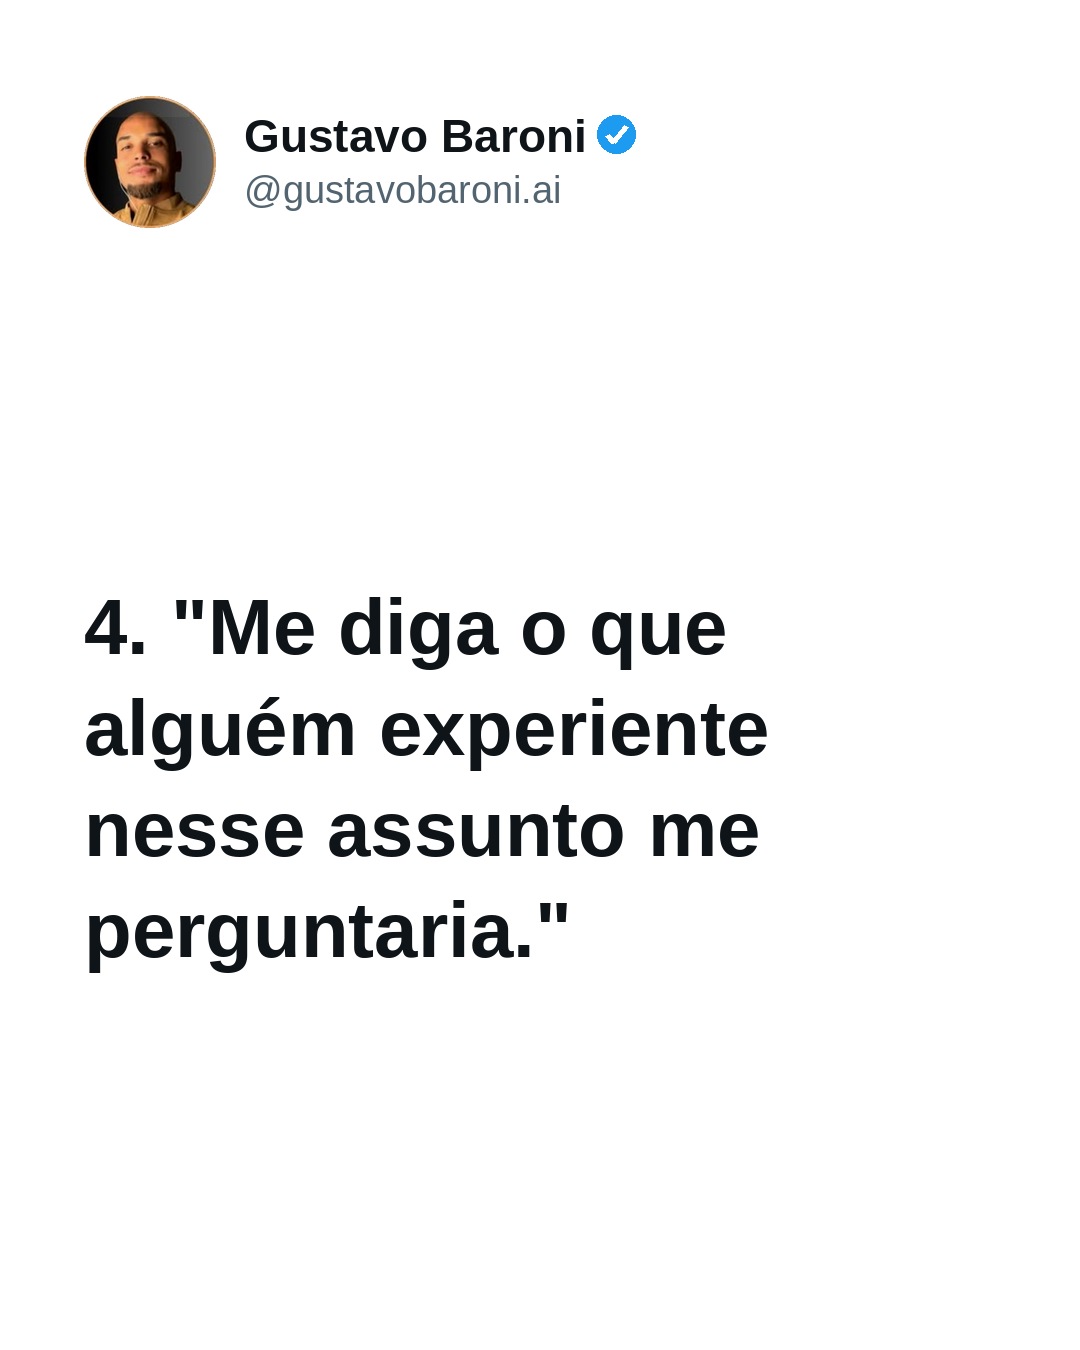 Gustavo Baroni
@gustavobaroni.ai
4. "Me diga o que
alguém experiente
nesse assunto me
perguntaria."